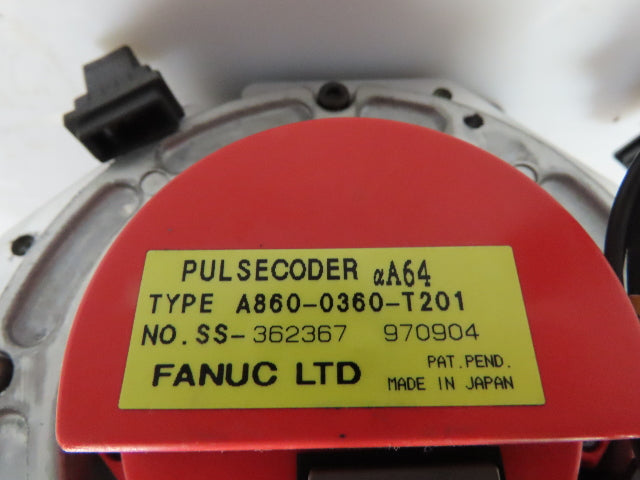 PULSECODER αA64
TYPE A860-0360-T201
NO.SS-362367 970904
PAT.PEND.
FANUC LTD MADE IN JAPAN